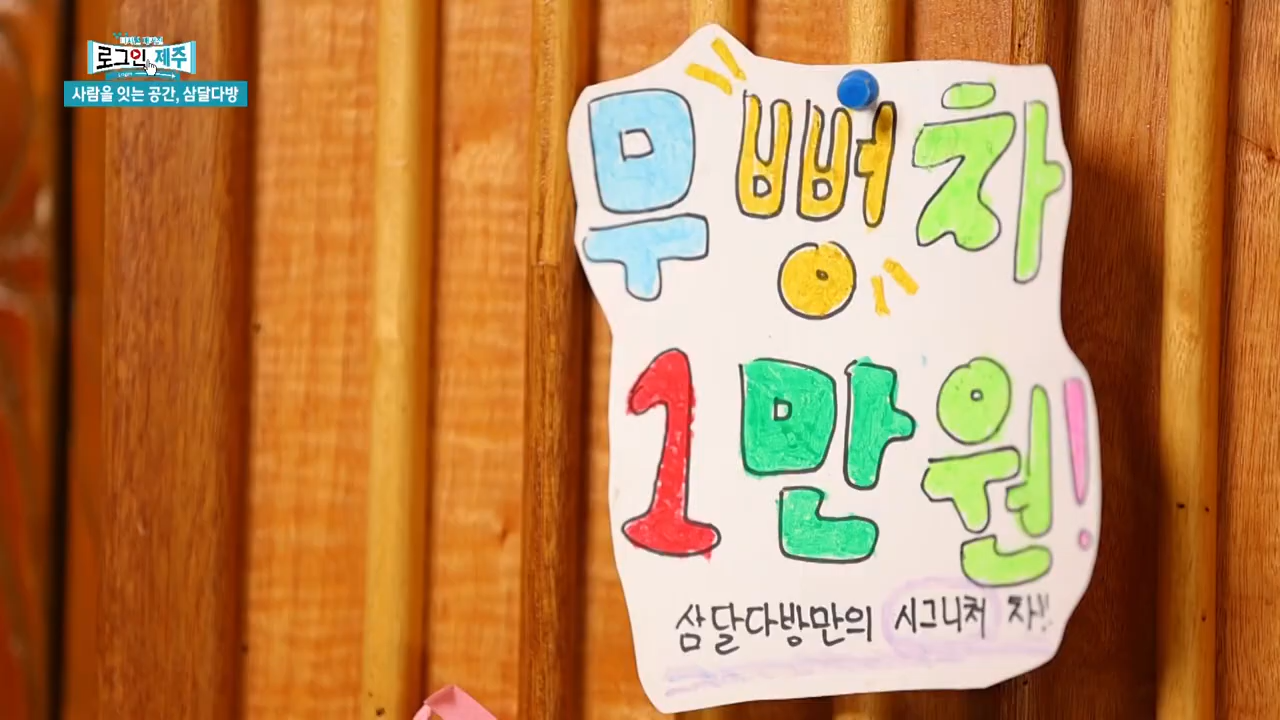 로그인 제주
사람을 잇는 공간, 삼달다방
무뻥차
1만원!
삼달다방만의 시그니처 차!!